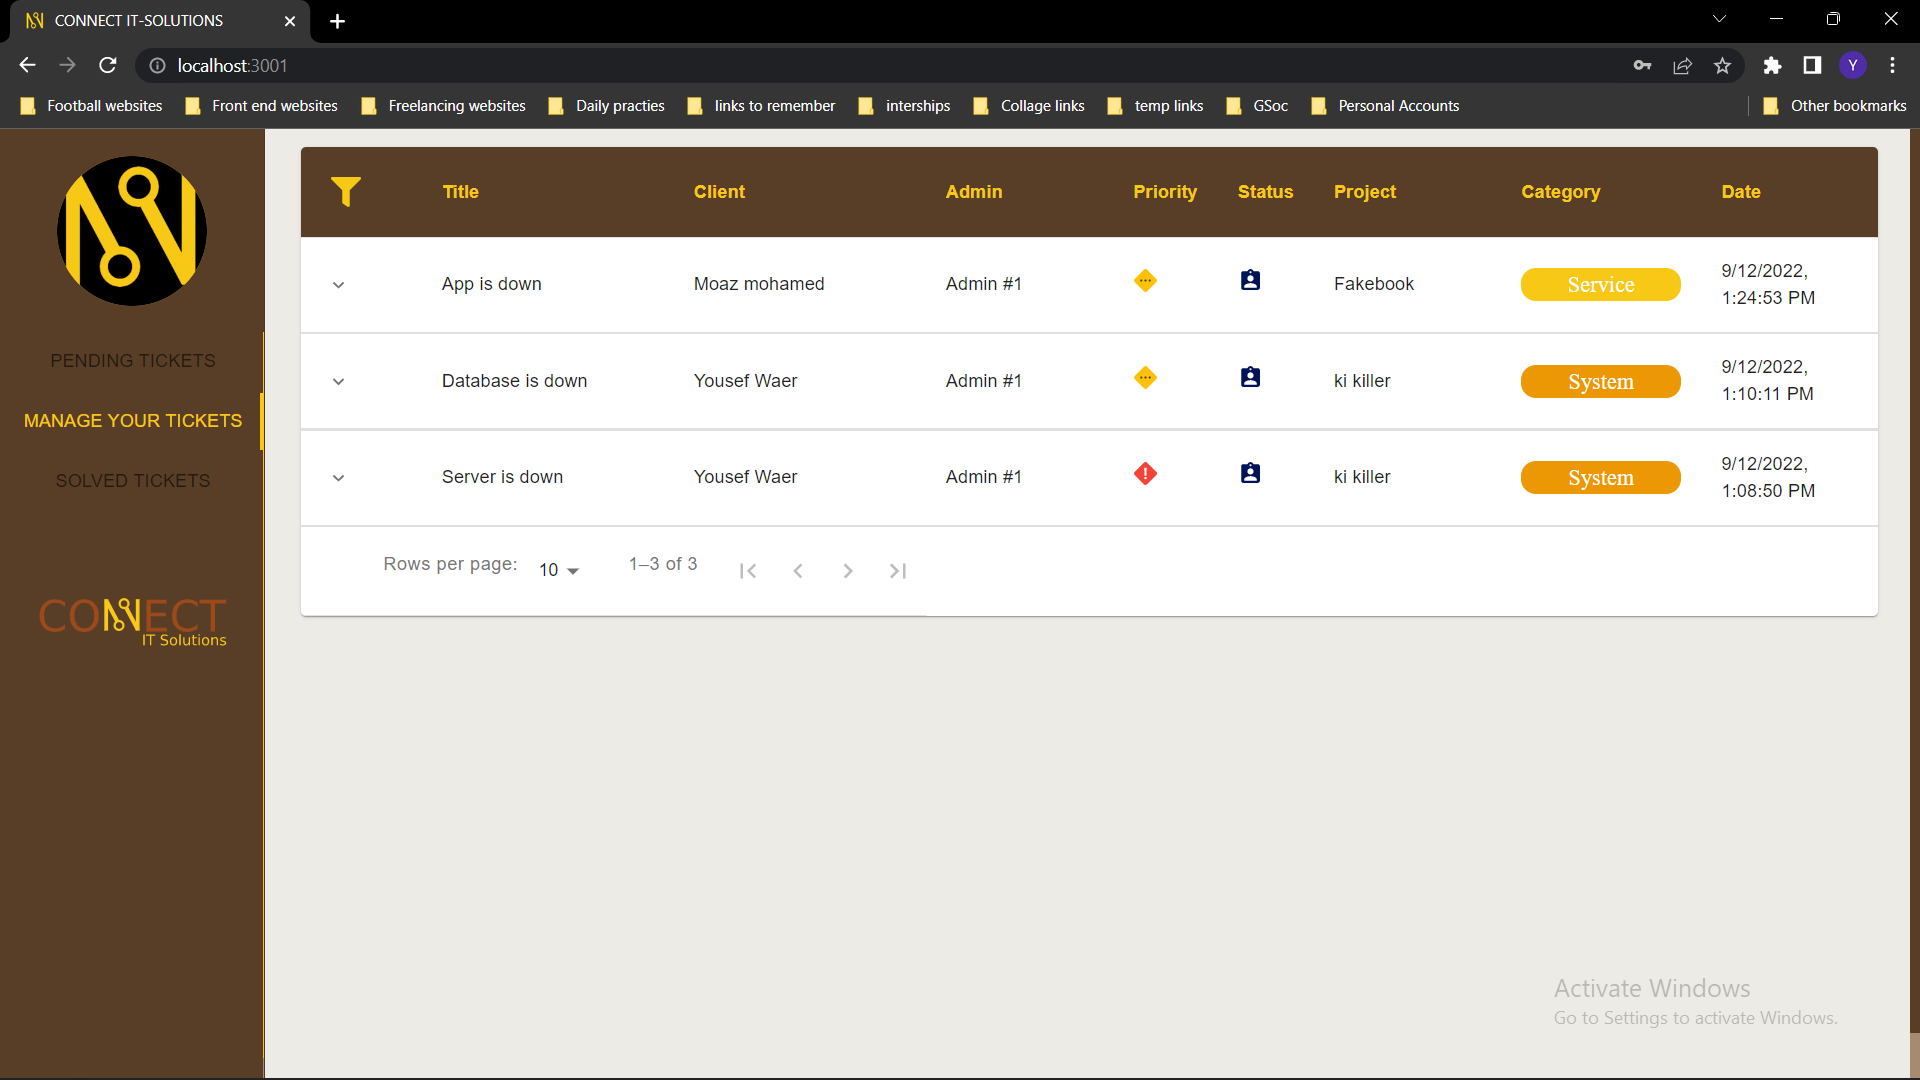 CONNECT IT-SOLUTIONS
localhost:3001
Y
Football websites Front end websites Freelancing websites Daily practies links to remember interships Collage links temp links GSoc Personal Accounts Other bookmarks
PENDING TICKETS
MANAGE YOUR TICKETS
SOLVED TICKETS
CONNECT
IT Solutions
Title Client Admin Priority Status Project Category Date
App is down Moaz mohamed Admin #1 Fakebook Service 9/12/2022,
1:24:53 PM
Database is down Yousef Waer Admin #1 ki killer System 9/12/2022,
1:10:11 PM
Server is down Yousef Waer Admin #1 ki killer System 9/12/2022,
1:08:50 PM
Rows per page: 10 1–3 of 3
Activate Windows
Go to Settings to activate Windows.